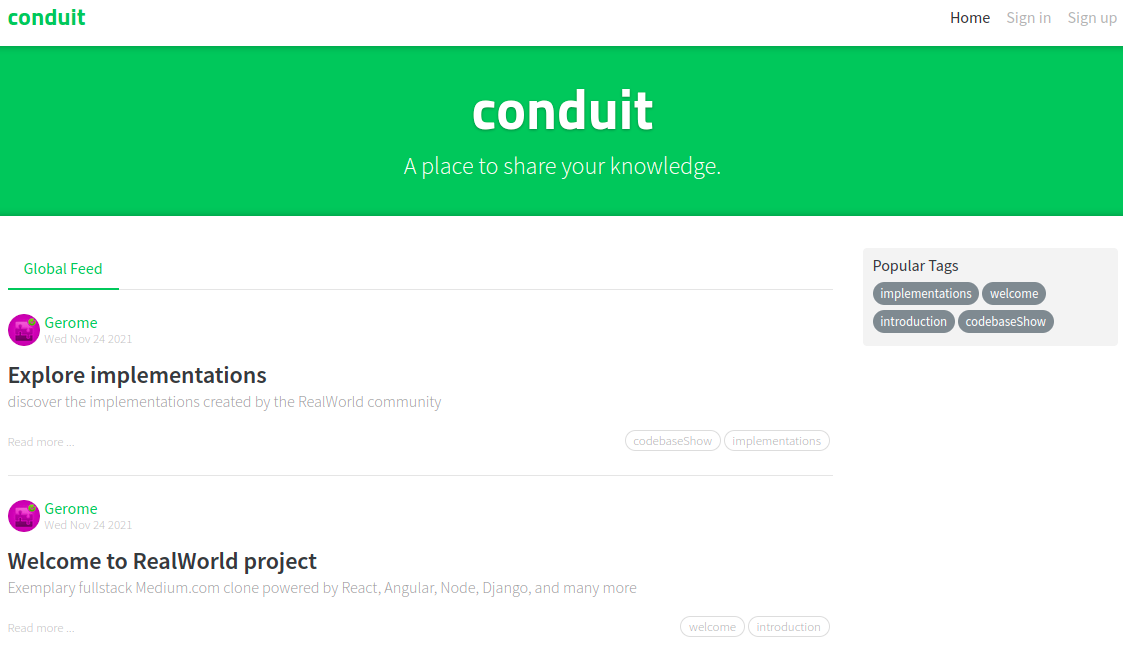 conduit
Home Sign in Sign up
conduit
A place to share your knowledge.
Global Feed
Gerome
Wed Nov 24 2021
Explore implementations
discover the implementations created by the RealWorld community
Read more ...
codebaseShow implementations
Gerome
Wed Nov 24 2021
Welcome to RealWorld project
Exemplary fullstack Medium.com clone powered by React, Angular, Node, Django, and many more
Read more ...
welcome introduction
Popular Tags
implementations welcome
introduction codebaseShow